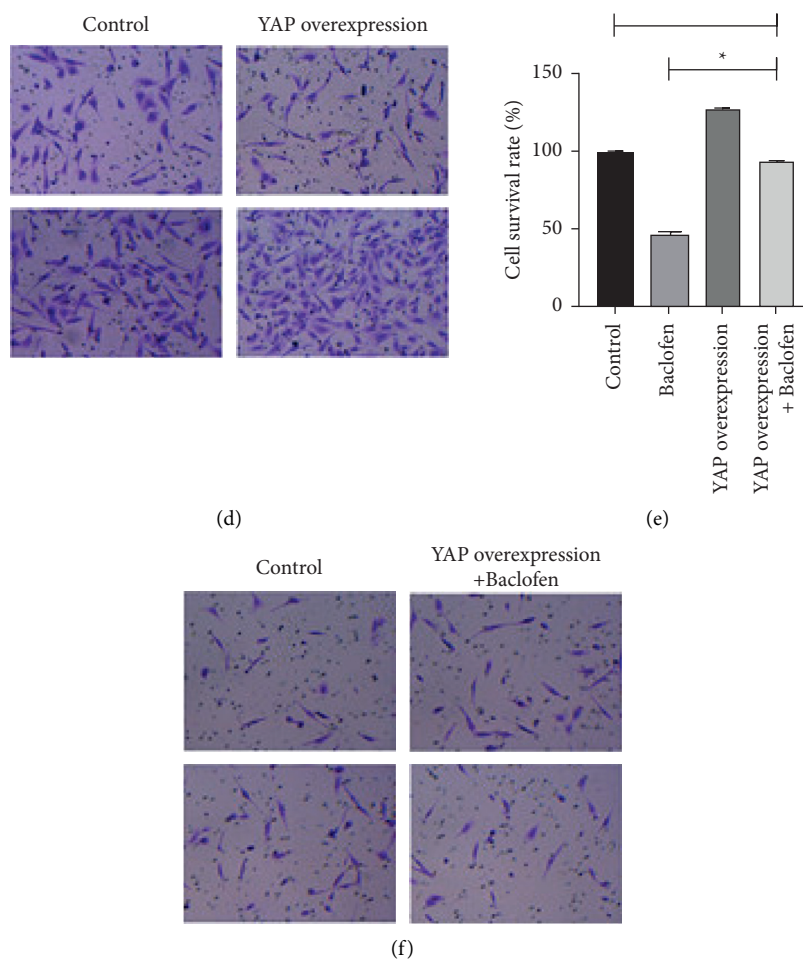 Control
YAP overexpression
(d)
*
150
100
50
0
Cell survival rate (%)
Control
Baclofen
YAP overexpression
YAP overexpression
+ Baclofen
(e)
Control
YAP overexpression
+Baclofen
(f)